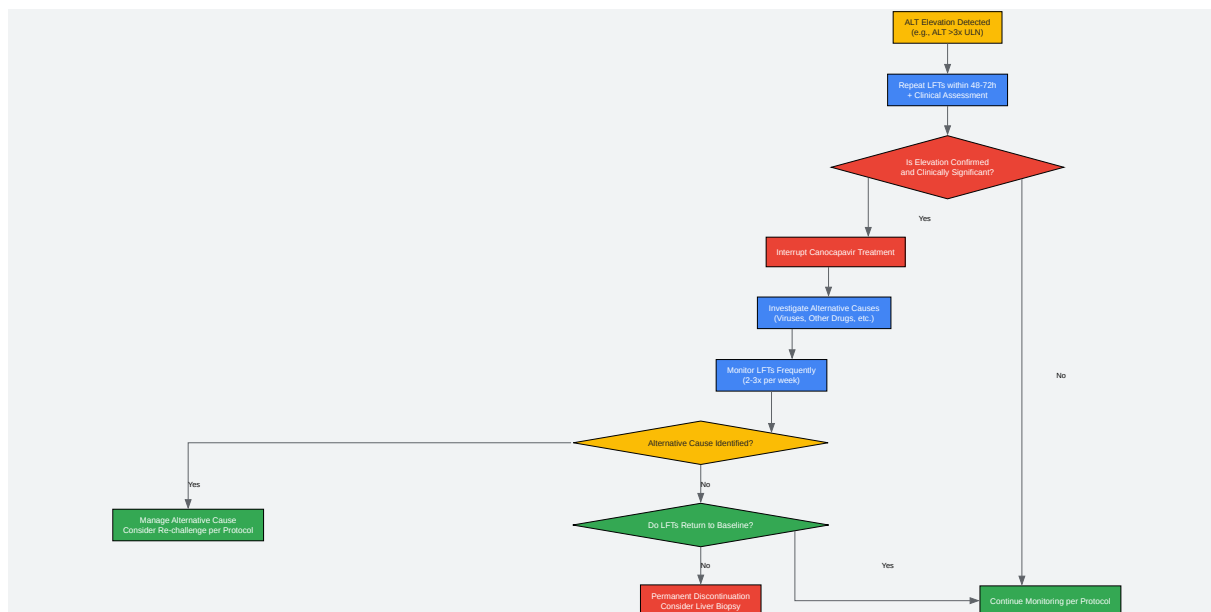 ALT Elevation Detected
(e.g., ALT >3x ULN)
Repeat LFTs within 48-72h
+ Clinical Assessment
Is Elevation Confirmed
and Clinically Significant?
Yes
Interrupt Canocapavir Treatment
Investigate Alternative Causes
(Viruses, Other Drugs, etc.)
Monitor LFTs Frequently
(2-3x per week)
No
Alternative Cause Identified?
Yes
No
Manage Alternative Cause
Consider Re-challenge per Protocol
Do LFTs Return to Baseline?
No
Yes
Permanent Discontinuation
Consider Liver Biopsy
Continue Monitoring per Protocol